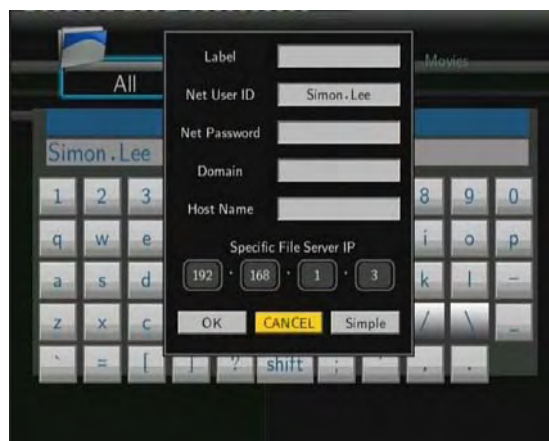 Label
Movies
All
Net User ID Simon.Lee
Net Password
Simon.Lee
Domain
1 2 3 8 9 0
Host Name
q w e i o p
Specific File Server IP
a s d k l -
192 . 168 . 1 . 3
z x c / \ _
OK CANCEL Simple
` = [ ] ? shift ; ' , .